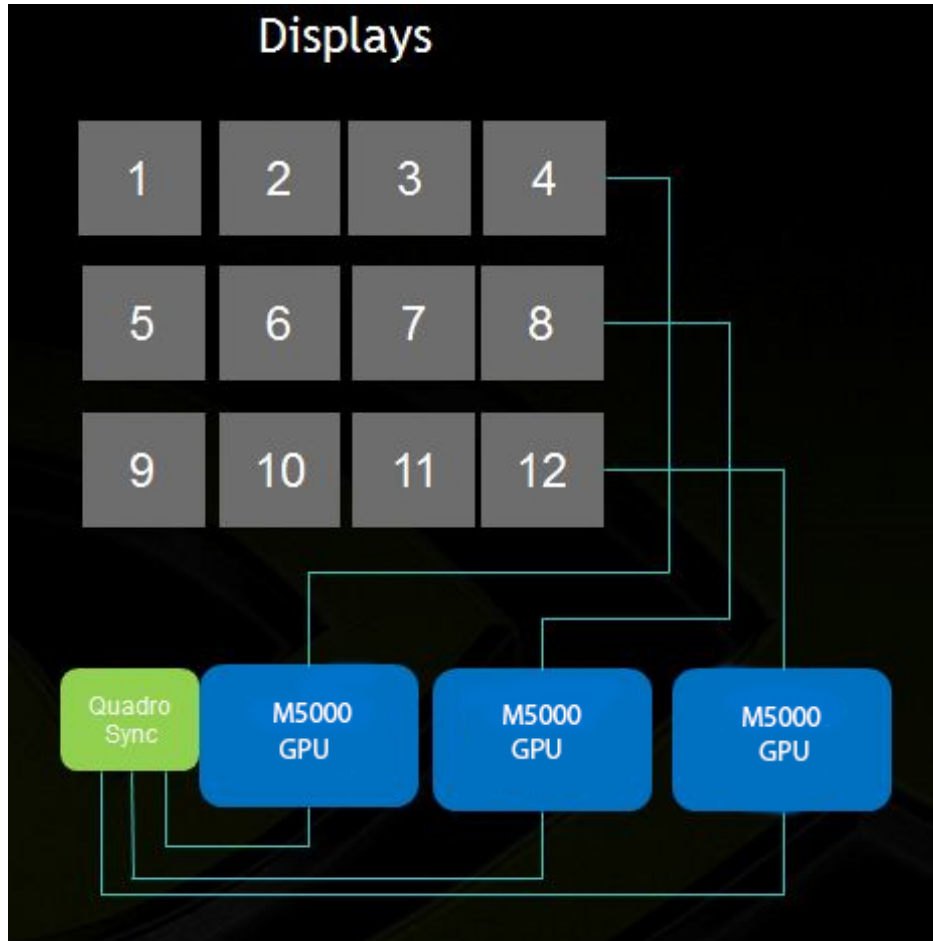 Displays
1 2 3 4
5 6 7 8
9 10 11 12
Quadro
Sync
M5000
GPU
M5000
GPU
M5000
GPU